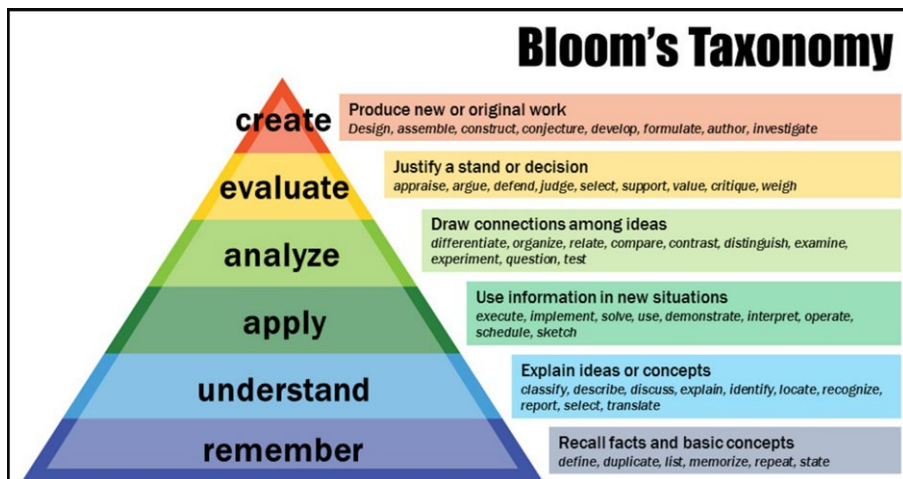 Bloom's Taxonomy
create
Produce new or original work
Design, assemble, construct, conjecture, develop, formulate, author, investigate
evaluate
Justify a stand or decision
appraise, argue, defend, judge, select, support, value, critique, weigh
analyze
Draw connections among ideas
differentiate, organize, relate, compare, contrast, distinguish, examine,
experiment, question, test
apply
Use information in new situations
execute, implement, solve, use, demonstrate, interpret, operate,
schedule, sketch
understand
Explain ideas or concepts
classify, describe, discuss, explain, identify, locate, recognize,
report, select, translate
remember
Recall facts and basic concepts
define, duplicate, list, memorize, repeat, state